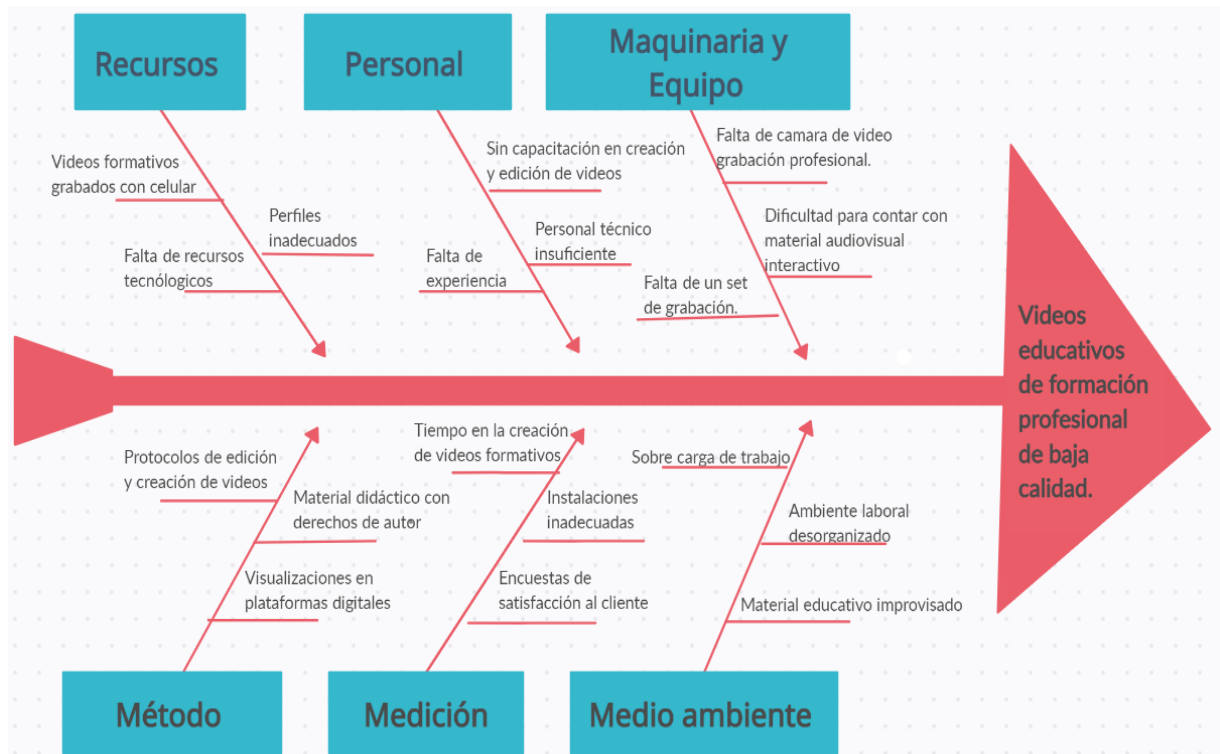 Recursos
Personal
Maquinaria y
Equipo
Videos formativos
grabados con celular
Perfiles
inadecuados
Falta de recursos
tecnólogicos
Sin capacitación en creación
y edición de videos
Personal técnico
insuficiente
Falta de
experiencia
Falta de camara de video
grabación profesional.
Dificultad para contar con
material audiovisual
interactivo
Falta de un set
de grabación.
Videos
educativos
de formación
profesional
de baja
calidad.
Protocolos de edición
y creación de videos
Material didáctico con
derechos de autor
Visualizaciones en
plataformas digitales
Tiempo en la creación
de videos formativos
Instalaciones
inadecuadas
Encuestas de
satisfacción al cliente
Sobre carga de trabajo
Ambiente laboral
desorganizado
Material educativo improvisado
Método
Medición
Medio ambiente